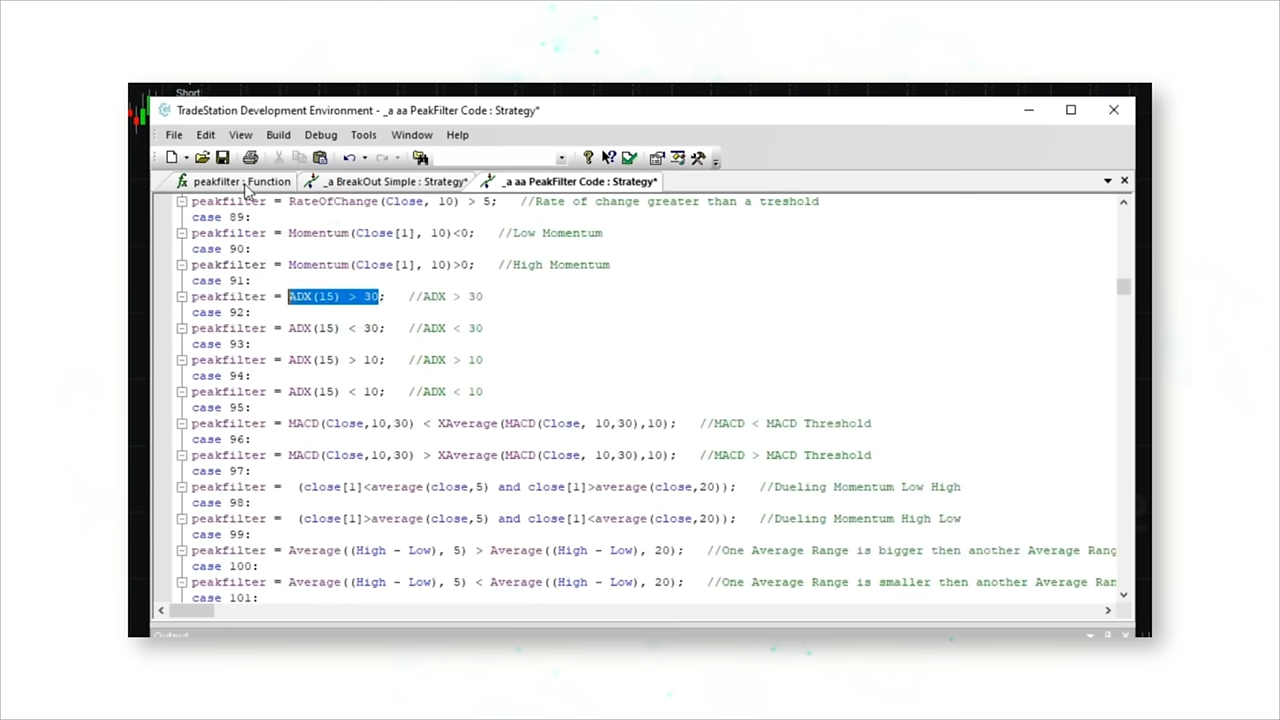 Short
TradeStation Development Environment - _a aa PeakFilter Code : Strategy*
File Edit View Build Debug Tools Window Help
peakfilter : Function _a BreakOut Simple : Strategy* _a aa PeakFilter Code : Strategy*
peakfilter = RateOfChange(Close, 10) > 5; //Rate of change greater than a treshold
case 89:
peakfilter = Momentum(Close[1], 10)<0; //Low Momentum
case 90:
peakfilter = Momentum(Close[1], 10)>0; //High Momentum
case 91:
peakfilter = ADX(15) > 30; //ADX > 30
case 92:
peakfilter = ADX(15) < 30; //ADX < 30
case 93:
peakfilter = ADX(15) > 10; //ADX > 10
case 94:
peakfilter = ADX(15) < 10; //ADX < 10
case 95:
peakfilter = MACD(Close,10,30) < XAverage(MACD(Close, 10,30),10); //MACD < MACD Threshold
case 96:
peakfilter = MACD(Close,10,30) > XAverage(MACD(Close, 10,30),10); //MACD > MACD Threshold
case 97:
peakfilter = (close[1]<average(close,5) and close[1]>average(close,20)); //Dueling Momentum Low High
case 98:
peakfilter = (close[1]>average(close,5) and close[1]<average(close,20)); //Dueling Momentum High Low
case 99:
peakfilter = Average((High - Low), 5) > Average((High - Low), 20); //One Average Range is bigger then another Average Rang
case 100:
peakfilter = Average((High - Low), 5) < Average((High - Low), 20); //One Average Range is smaller then another Average Ran
case 101:
Output